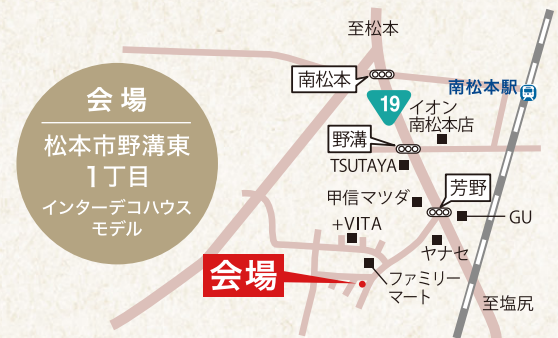 会場
松本市野溝東
1丁目
インターデコハウス
モデル
至松本
南松本
南松本駅
19
イオン
南松本店
野溝
TSUTAYA
芳野
甲信マツダ
GU
+VITA
ヤナセ
会場
ファミリー
マート
至塩尻